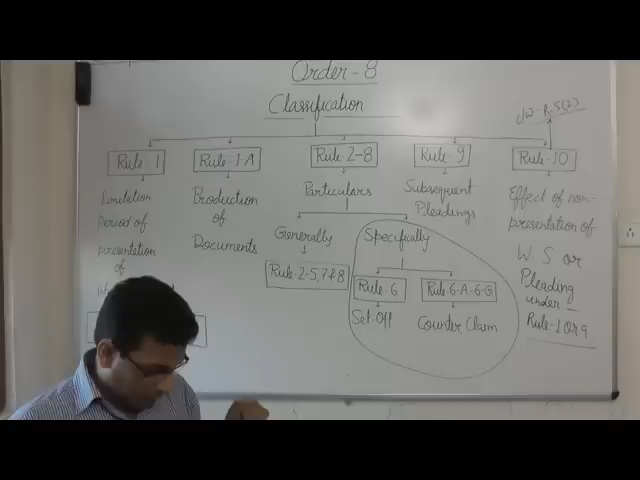 Order-8
Classification
c/w. R. 5(2)
Rule-1
Rule-1-A
Rule-2-8
Rule-9
Rule-10
Limitation
period of
presentation
of
Production
of
Documents
Particulars
Generally
Rule-2-5,7&8
Specifically
Rule-6
Set-Off
Rule 6-A-6-G
Counter Claim
Subsequent
Pleadings
Effect of non-
presentation of
W S or
Pleading
under
Rule-1 or 9